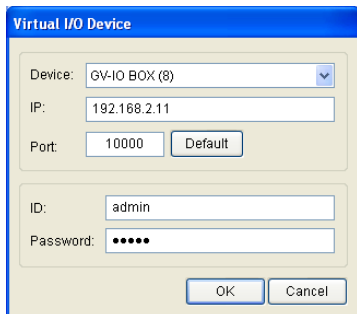 Virtual I/O Device
Device: GV-IO BOX (8)
IP: 192.168.2.11
Port: 10000 Default
ID: admin
Password: •••••
OK Cancel